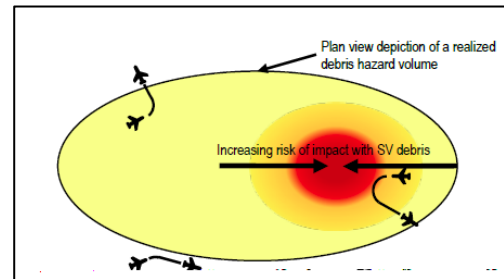 Plan view depiction of a realized
debris hazard volume
Increasing risk of impact with SV debris